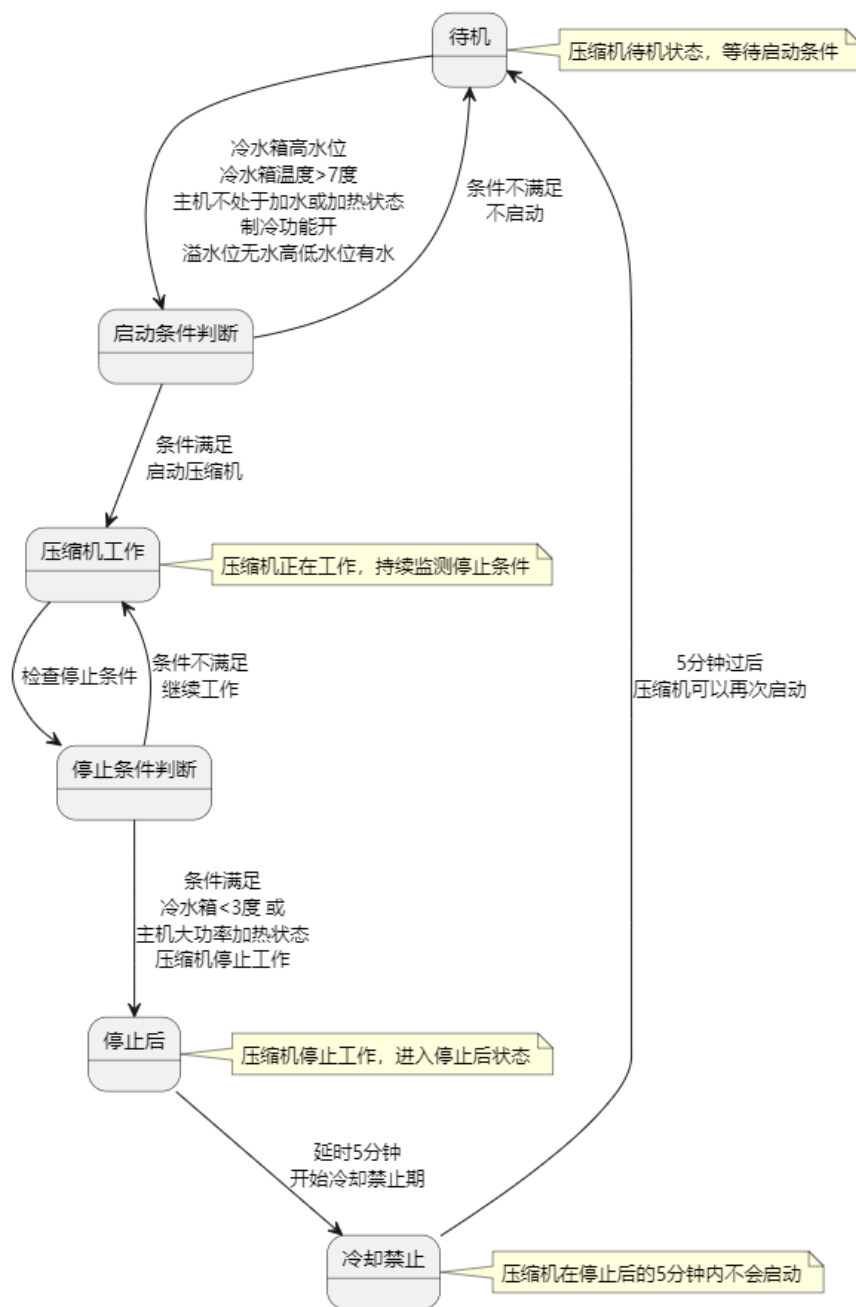 待机
压缩机待机状态，等待启动条件
冷水箱高水位
冷水箱温度>7度
主机不处于加水或加热状态
制冷功能开
溢水位无水高低水位有水
条件不满足
不启动
启动条件判断
条件满足
启动压缩机
压缩机工作
压缩机正在工作，持续监测停止条件
检查停止条件
条件不满足
继续工作
5分钟过后
压缩机可以再次启动
停止条件判断
条件满足
冷水箱<3度 或
主机大功率加热状态
压缩机停止工作
停止后
压缩机停止工作，进入停止后状态
延时5分钟
开始冷却禁止期
冷却禁止
压缩机在停止后的5分钟内不会启动